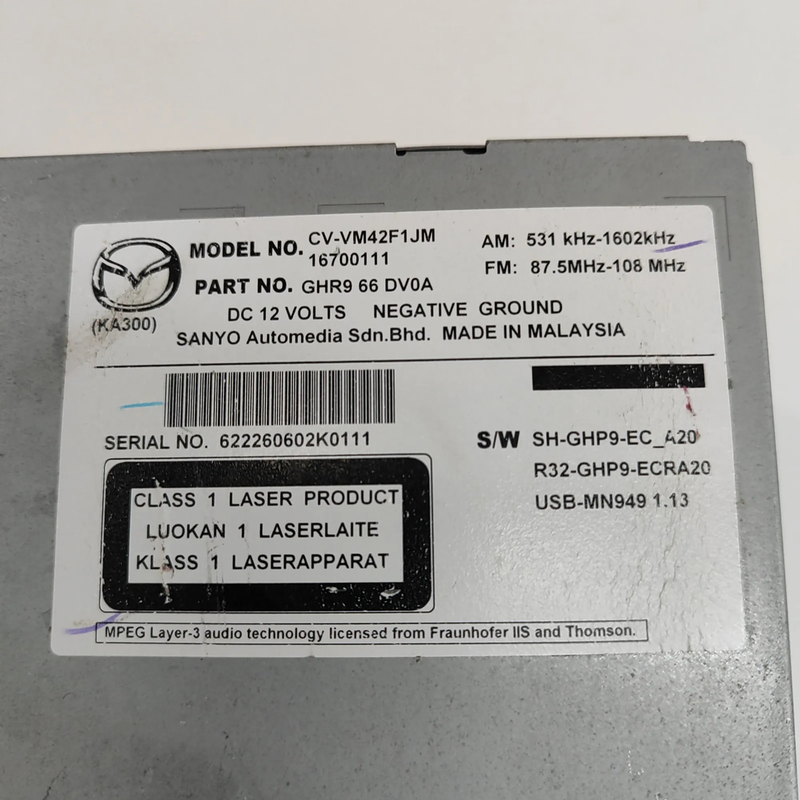 MODEL NO. CV-VM42F1JM
16700111
AM: 531 kHz-1602kHz
PART NO. GHR9 66 DV0A
FM: 87.5MHz-108 MHz
(KA300)
DC 12 VOLTS NEGATIVE GROUND
SANYO Automedia Sdn.Bhd. MADE IN MALAYSIA
SERIAL NO. 622260602K0111
S/W SH-GHP9-EC_A20
R32-GHP9-ECRA20
USB-MN949 1.13
CLASS 1 LASER PRODUCT
LUOKAN 1 LASERLAITE
KLASS 1 LASERAPPARAT
MPEG Layer-3 audio technology licensed from Fraunhofer IIS and Thomson.